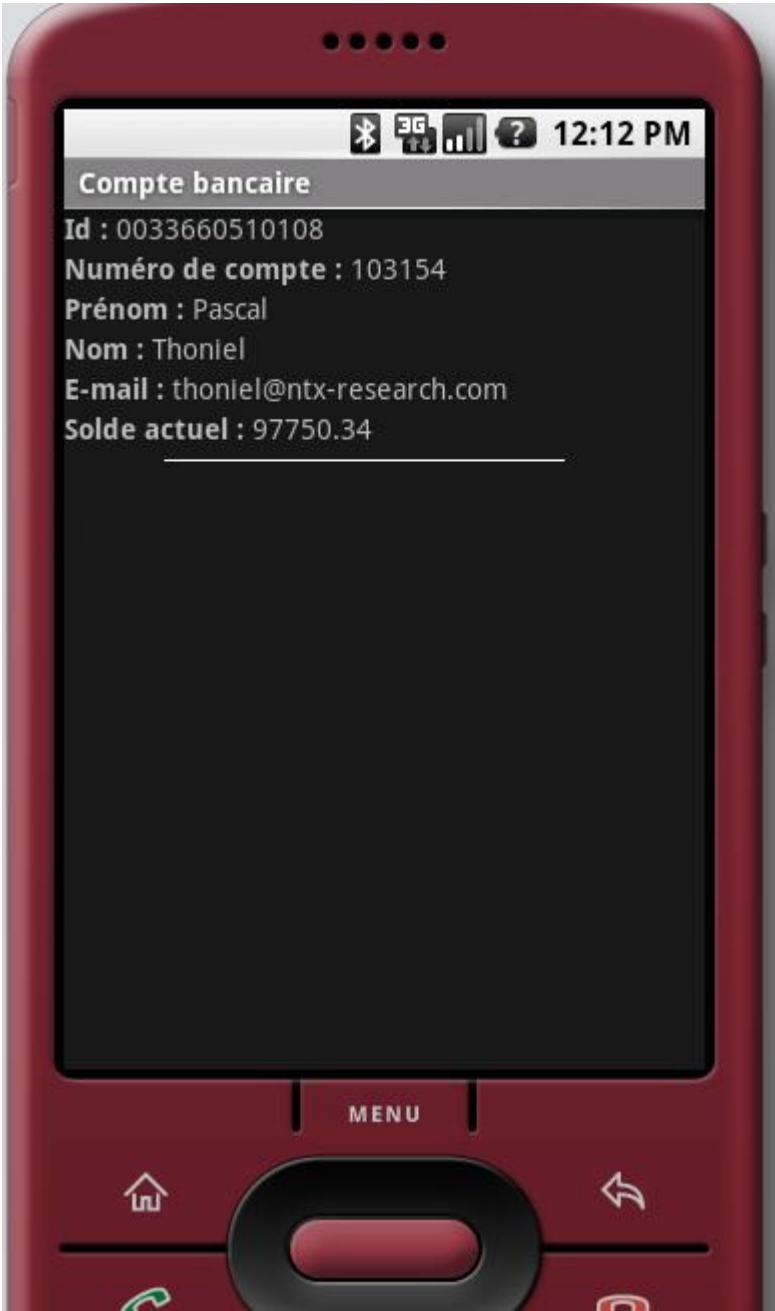 3G
12:12 PM
Compte bancaire
Id : 0033660510108
Numéro de compte : 103154
Prénom : Pascal
Nom : Thoniel
E-mail : thoniel@ntx-research.com
Solde actuel : 97750.34
MENU